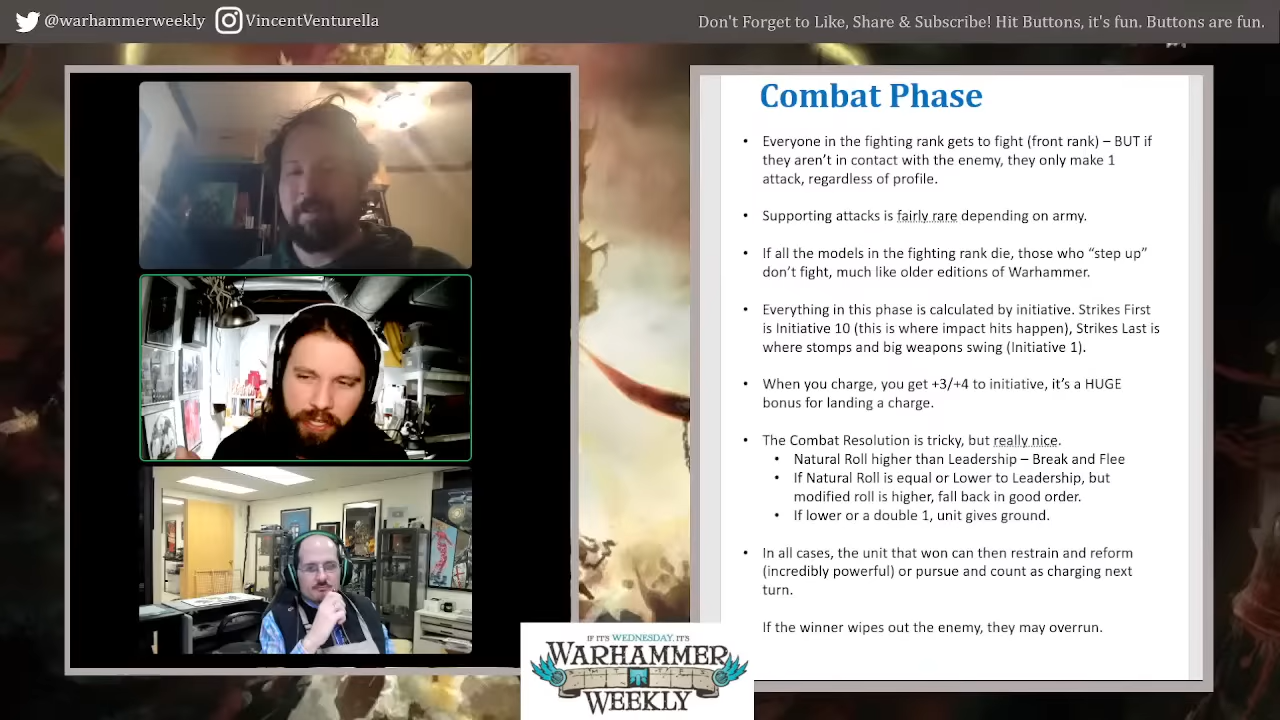 @warhammerweekly VincentVenturella
Don't Forget to Like, Share & Subscribe! Hit Buttons, it's fun. Buttons are fun.
Combat Phase
• Everyone in the fighting rank gets to fight (front rank) – BUT if
they aren't in contact with the enemy, they only make 1
attack, regardless of profile.
• Supporting attacks is fairly rare depending on army.
• If all the models in the fighting rank die, those who "step up"
don't fight, much like older editions of Warhammer.
• Everything in this phase is calculated by initiative. Strikes First
is Initiative 10 (this is where impact hits happen), Strikes Last is
where stomps and big weapons swing (Initiative 1).
• When you charge, you get +3/+4 to initiative, it's a HUGE
bonus for landing a charge.
• The Combat Resolution is tricky, but really nice.
• Natural Roll higher than Leadership – Break and Flee
• If Natural Roll is equal or Lower to Leadership, but
modified roll is higher, fall back in good order.
• If lower or a double 1, unit gives ground.
• In all cases, the unit that won can then restrain and reform
(incredibly powerful) or pursue and count as charging next
turn.
If the winner wipes out the enemy, they may overrun.
IF IT'S WEDNESDAY, IT'S
WARHAMMER
WEEKLY